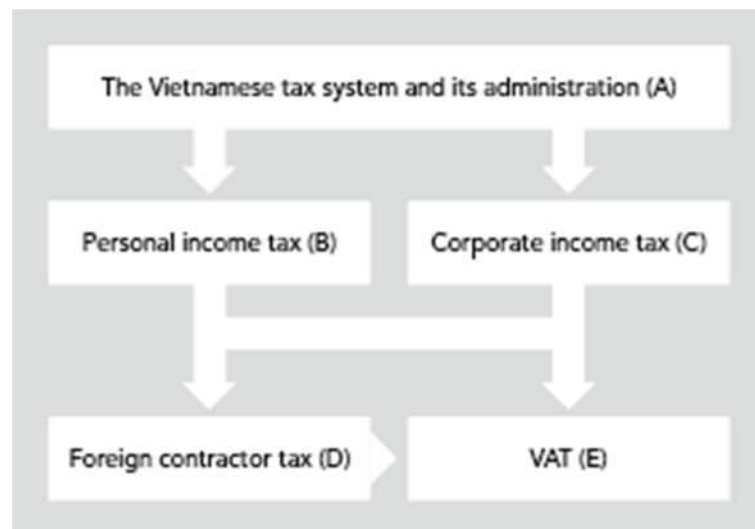 The Vietnamese tax system and its administration (A)
Personal income tax (B)
Corporate income tax (C)
Foreign contractor tax (D)
VAT (E)